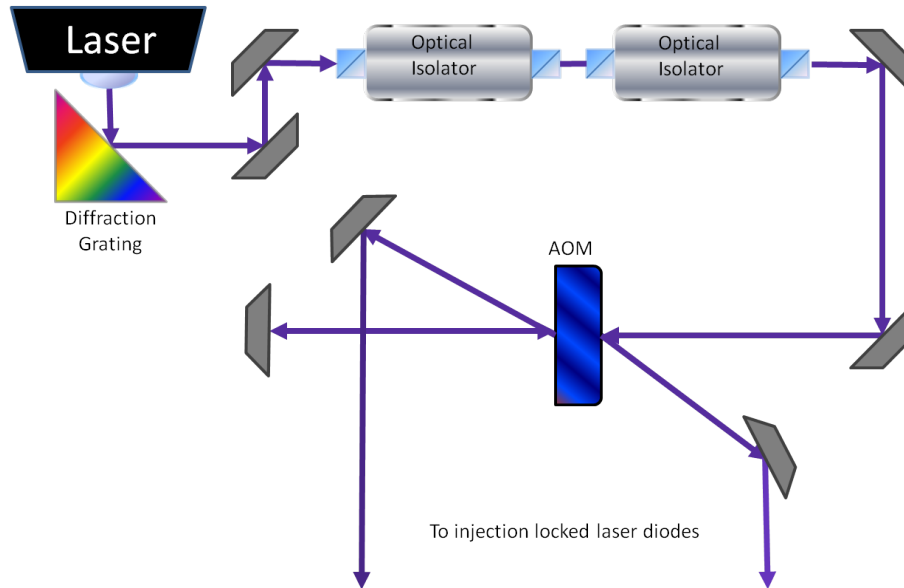 Laser
Optical
Isolator
Optical
Isolator
Diffraction
Grating
AOM
To injection locked laser diodes